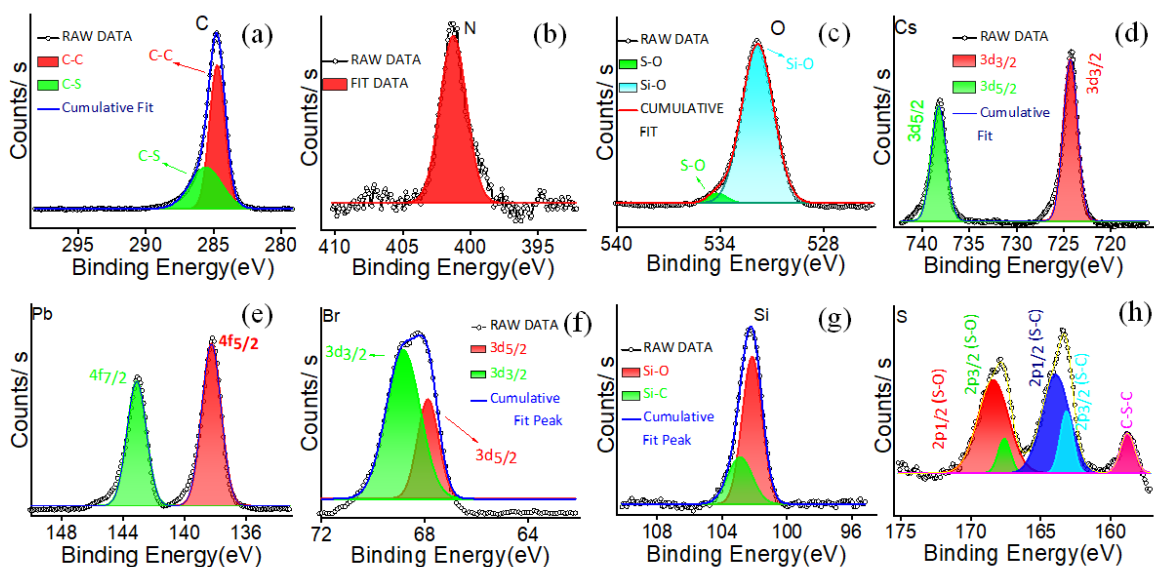 C
(a)
RAW DATA
C-C
C-S
Cumulative Fit
C-C
C-S
Counts/ s
295
290
285
280
Binding Energy(eV)
N
(b)
RAW DATA
FIT DATA
Counts/ s
410
405
400
395
Binding Energy(eV)
O
(c)
RAW DATA
S-O
Si-O
CUMULATIVE
FIT
Si-O
S-O
Counts/ s
540
534
528
Binding Energy(eV)
Cs
(d)
RAW DATA
3d3/2
3d5/2
Cumulative
Fit
3d5/2
3d3/2
Counts/ s
740
735
730
725
720
Binding Energy(eV)
Pb
(e)
4f7/2
4f5/2
Counts/ s
148
144
140
136
Binding Energy(eV)
Br
(f)
RAW DATA
3d5/2
3d3/2
Cumulative
Fit Peak
3d3/2
3d5/2
Counts/ s
72
68
64
Binding Energy(eV)
Si
(g)
RAW DATA
Si-O
Si-C
Cumulative
Fit Peak
Counts/ s
108
104
100
96
Binding Energy(eV)
S
(h)
2p1/2 (S-O)
2p3/2 (S-O)
2p1/2 (S-C)
2p3/2 (S-C)
C-S-C
Counts/ s
175
170
165
160
Binding Energy(eV)